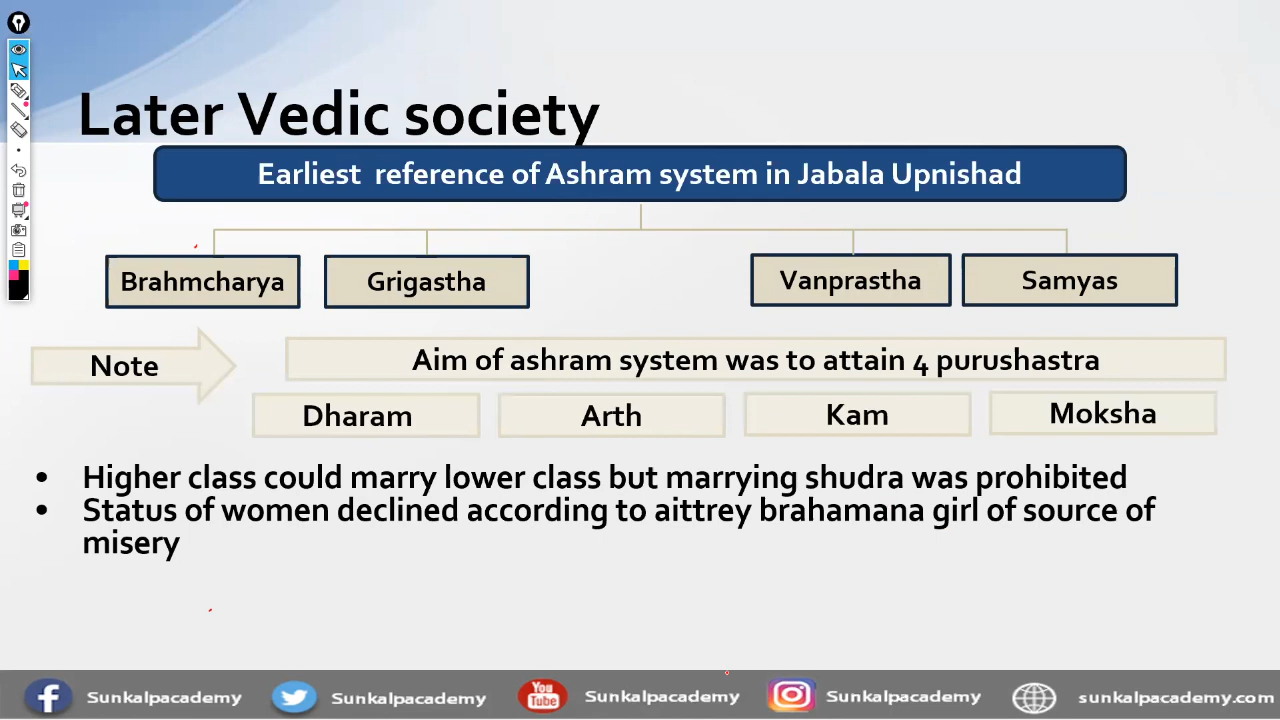 Later Vedic society
Earliest reference of Ashram system in Jabala Upnishad
Brahmcharya
Grigastha
Vanprastha
Samyas
Note
Aim of ashram system was to attain 4 purushastra
Dharam
Arth
Kam
Moksha
• Higher class could marry lower class but marrying shudra was prohibited
• Status of women declined according to aittrey brahamana girl of source of
misery
Sunkalpacademy
Sunkalpacademy
You
Tube
Sunkalpacademy
Sunkalpacademy
sunkalpacademy.com